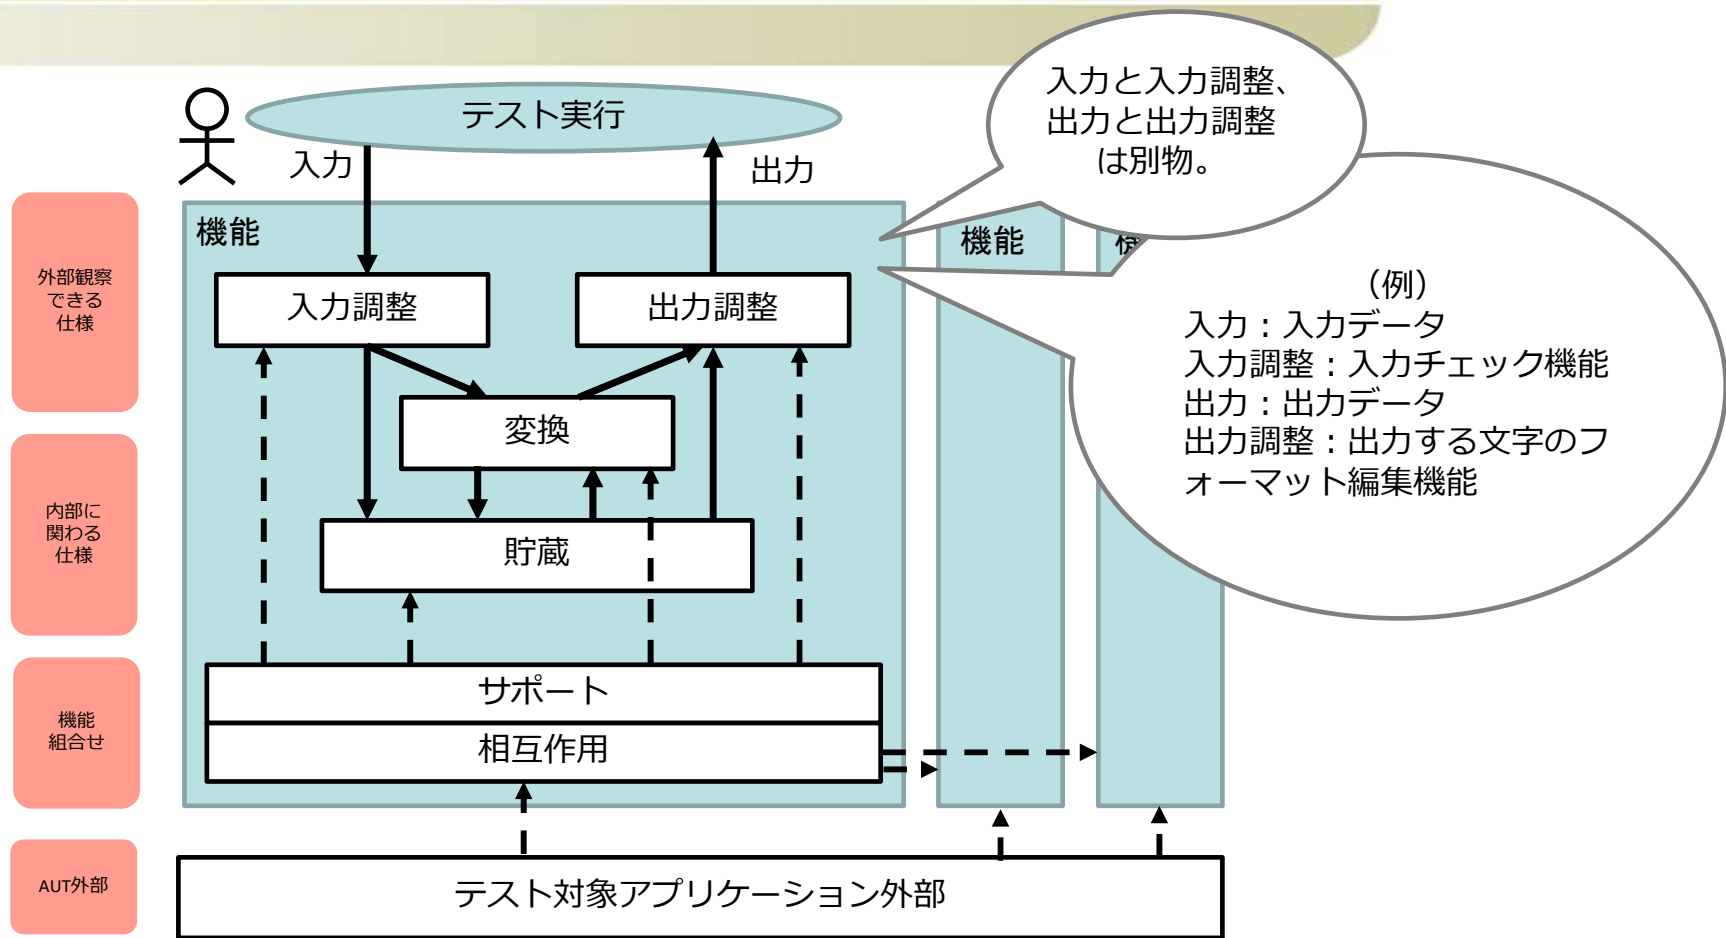 テスト実行
入力
出力
入力と入力調整、
出力と出力調整
は別物。
機能
機能
外部観察
できる
仕様
入力調整
出力調整
(例)
入力：入力データ
入力調整：入力チェック機能
出力：出力データ
出力調整：出力する文字のフ
ォーマット編集機能
変換
内部に
関わる
仕様
貯蔵
機能
組合せ
サポート
相互作用
AUT外部
テスト対象アプリケーション外部